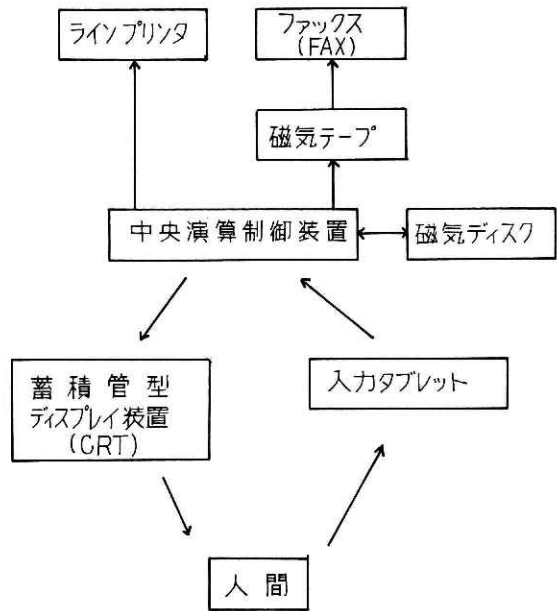 ラインプリンタ
ファックス
(FAX)
磁気テープ
中央演算制御装置
磁気ディスク
蓄積管型
ディスプレイ装置
(CRT)
入力タブレット
人間